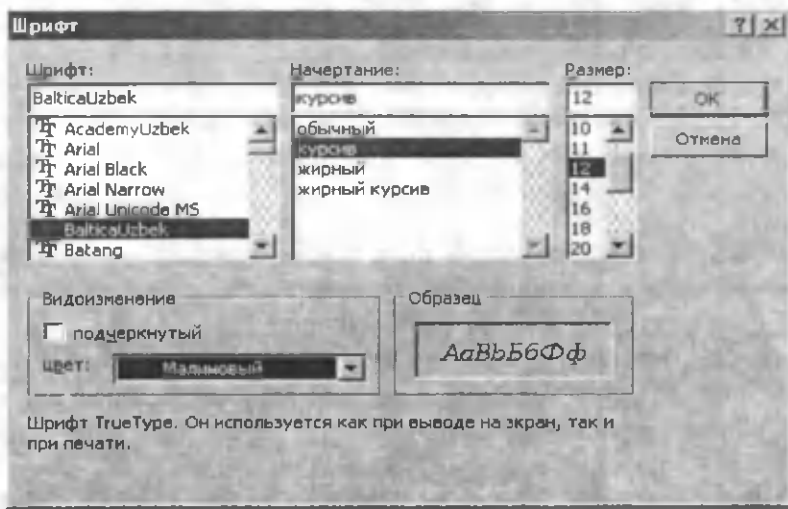 Шрифт
Шрифт:
Начертание:
Размер:
BalticaUzbek
курсив
12
OK
AcademyUzbek
Arial
Arial Black
Arial Narrow
Arial Unicode MS
BalticaUzbek
Batang
обычный
курсив
жирный
жирный курсив
10
11
12
14
16
18
20
Отмена
Видоизменение
подчеркнутый
цвет:
Малиновый
Образец
АаBbБбФф
Шрифт TrueType. Он используется как при выводе на экран, так и
при печати.